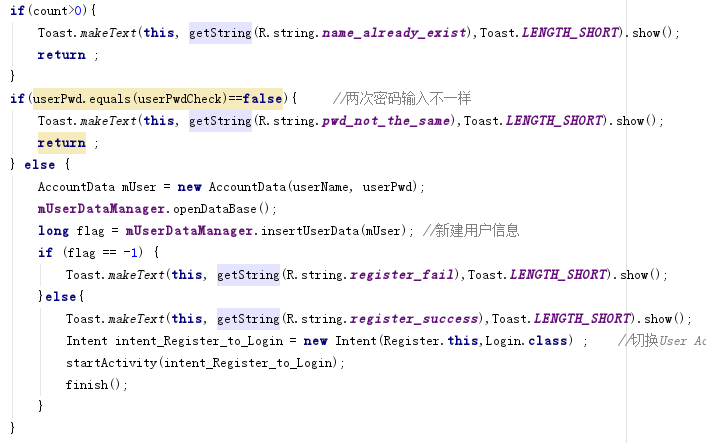 if(count>0){
    Toast.makeText(this, getString(R.string.name_already_exist),Toast.LENGTH_SHORT).show();
    return ;
}
if(userPwd.equals(userPwdCheck)==false){     //两次密码输入不一样
    Toast.makeText(this, getString(R.string.pwd_not_the_same),Toast.LENGTH_SHORT).show();
    return ;
} else {
    AccountData mUser = new AccountData(userName, userPwd);
    mUserDataManager.openDataBase();
    long flag = mUserDataManager.insertUserData(mUser); //新建用户信息
    if (flag == -1) {
        Toast.makeText(this, getString(R.string.register_fail),Toast.LENGTH_SHORT).show();
    }else{
        Toast.makeText(this, getString(R.string.register_success),Toast.LENGTH_SHORT).show();
        Intent intent_Register_to_Login = new Intent(Register.this,Login.class) ;    //切换User
        startActivity(intent_Register_to_Login);
        finish();
    }
}